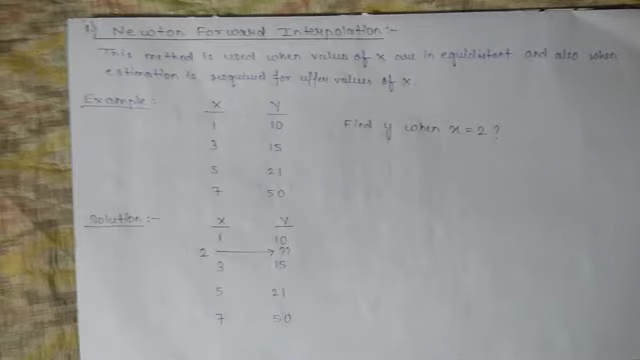 2.) Newton Forward Interpolation:-
This method is used when value of x are in equidistant and also when
estimation is required for upper values of x.
Example:-
X Y
1 10
3 15
5 21
7 50
Find y when x = 2 ?
Solution:-
X Y
1 10
2 → ??
3 15
5 21
7 50